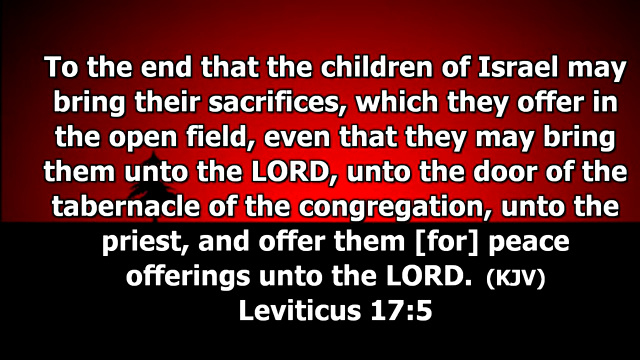 To the end that the children of Israel may
bring their sacrifices, which they offer in
the open field, even that they may bring
them unto the LORD, unto the door of the
tabernacle of the congregation, unto the
priest, and offer them [for] peace
offerings unto the LORD. (KJV)
Leviticus 17:5